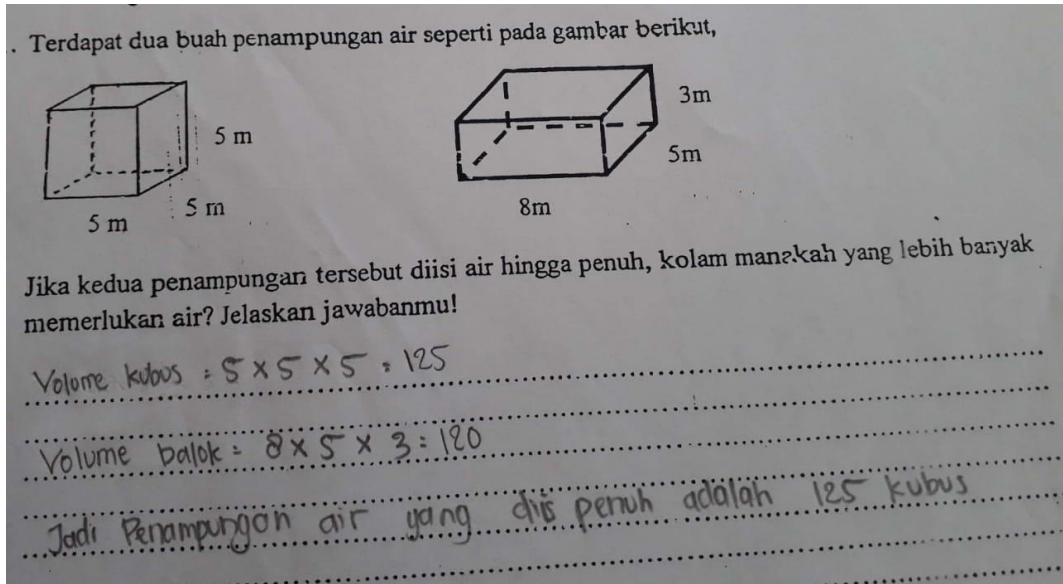 . Terdapat dua buah penampungan air seperti pada gambar berikut,
5 m
5 m
5 m
3m
5m
8m
Jika kedua penampungan tersebut diisi air hingga penuh, kolam manakah yang lebih banyak
memerlukan air? Jelaskan jawabanmu!
Volume kubus : 5 × 5 × 5 : 125
Volume balok : 8 × 5 × 3 : 120
Jadi Penampungan air yang diis penuh adalah 125 kubus